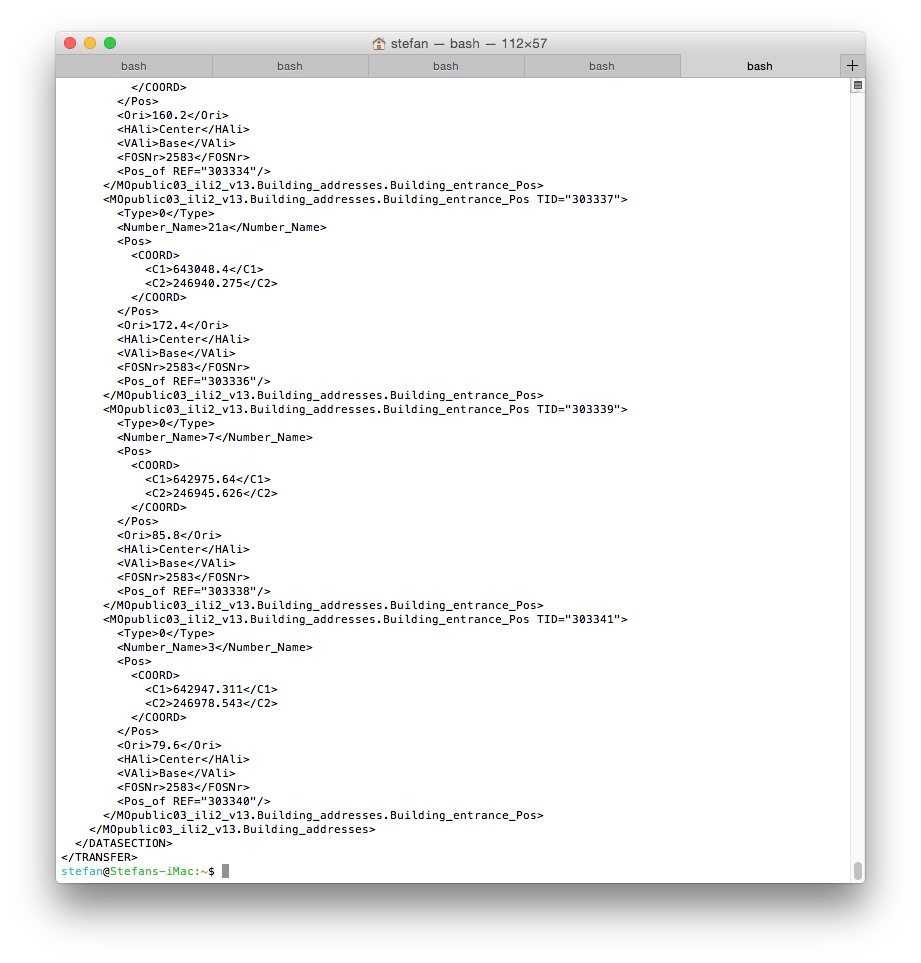 stefan — bash — 112×57
bash bash bash bash bash +
          </COORD>
        </Pos>
        <Ori>160.2</Ori>
        <HAli>Center</HAli>
        <VAli>Base</VAli>
        <FOSNr>2583</FOSNr>
        <Pos_of REF="303334"/>
      </MOpublic03_ili2_v13.Building_addresses.Building_entrance_Pos>
      <MOpublic03_ili2_v13.Building_addresses.Building_entrance_Pos TID="303337">
        <Type>0</Type>
        <Number_Name>21a</Number_Name>
        <Pos>
          <COORD>
            <C1>643048.4</C1>
            <C2>246940.275</C2>
          </COORD>
        </Pos>
        <Ori>172.4</Ori>
        <HAli>Center</HAli>
        <VAli>Base</VAli>
        <FOSNr>2583</FOSNr>
        <Pos_of REF="303336"/>
      </MOpublic03_ili2_v13.Building_addresses.Building_entrance_Pos>
      <MOpublic03_ili2_v13.Building_addresses.Building_entrance_Pos TID="303339">
        <Type>0</Type>
        <Number_Name>7</Number_Name>
        <Pos>
          <COORD>
            <C1>642975.64</C1>
            <C2>246945.626</C2>
          </COORD>
        </Pos>
        <Ori>85.8</Ori>
        <HAli>Center</HAli>
        <VAli>Base</VAli>
        <FOSNr>2583</FOSNr>
        <Pos_of REF="303338"/>
      </MOpublic03_ili2_v13.Building_addresses.Building_entrance_Pos>
      <MOpublic03_ili2_v13.Building_addresses.Building_entrance_Pos TID="303341">
        <Type>0</Type>
        <Number_Name>3</Number_Name>
        <Pos>
          <COORD>
            <C1>642947.311</C1>
            <C2>246978.543</C2>
          </COORD>
        </Pos>
        <Ori>79.6</Ori>
        <HAli>Center</HAli>
        <VAli>Base</VAli>
        <FOSNr>2583</FOSNr>
        <Pos_of REF="303340"/>
      </MOpublic03_ili2_v13.Building_addresses.Building_entrance_Pos>
    </MOpublic03_ili2_v13.Building_addresses>
  </DATASECTION>
</TRANSFER>
stefan@Stefans-iMac:~$